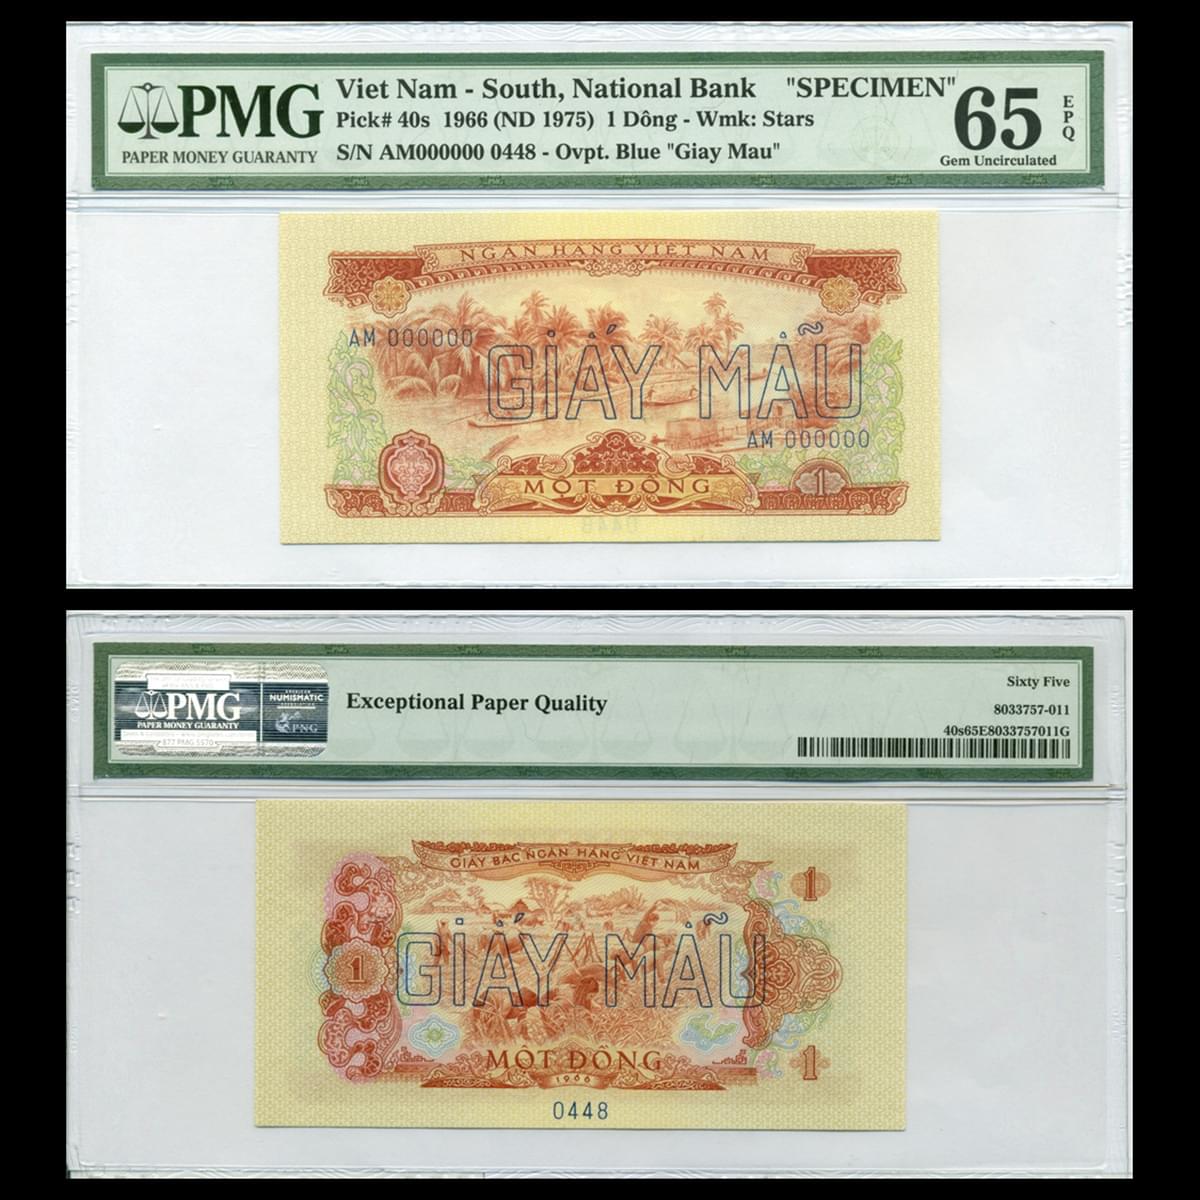 PMG
PAPER MONEY GUARANTY
Viet Nam - South, National Bank "SPECIMEN"
Pick# 40s 1966 (ND 1975) 1 Dông - Wmk: Stars
S/N AM000000 0448 - Ovpt. Blue "Giay Mau"
65
EPQ
Gem Uncirculated
NGÂN HÀNG VIỆT NAM
AM 000000
GIẤY MẪU
AM 000000
MỘT ĐỒNG
1
PMG
PAPER MONEY GUARANTY
NUMISMATIC
PNG
Exceptional Paper Quality
Sixty Five
8033757-011
40s65E8033757011G
GIẤY BẠC NGÂN HÀNG VIỆT NAM
1
GIẤY MẪU
1
MỘT ĐỒNG
1966
1
0448